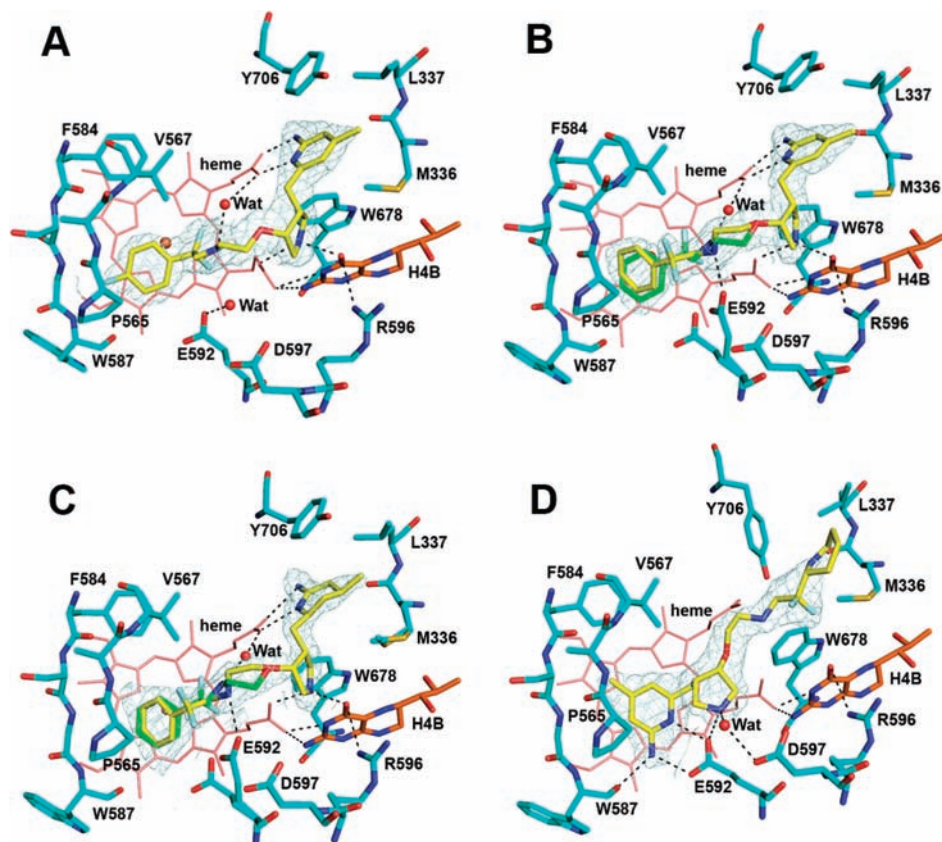 A
Y706
L337
F584
V567
heme
M336
Wat
W678
H4B
Wat
P565
R596
E592
D597
W587
B
Y706
L337
F584
V567
heme
M336
Wat
W678
H4B
P565
E592
R596
D597
W587
C
Y706
L337
F584
V567
heme
M336
Wat
W678
H4B
E592
P565
R596
D597
W587
D
Y706
L337
F584
V567
heme
M336
W678
H4B
P565
Wat
R596
D597
E592
W587